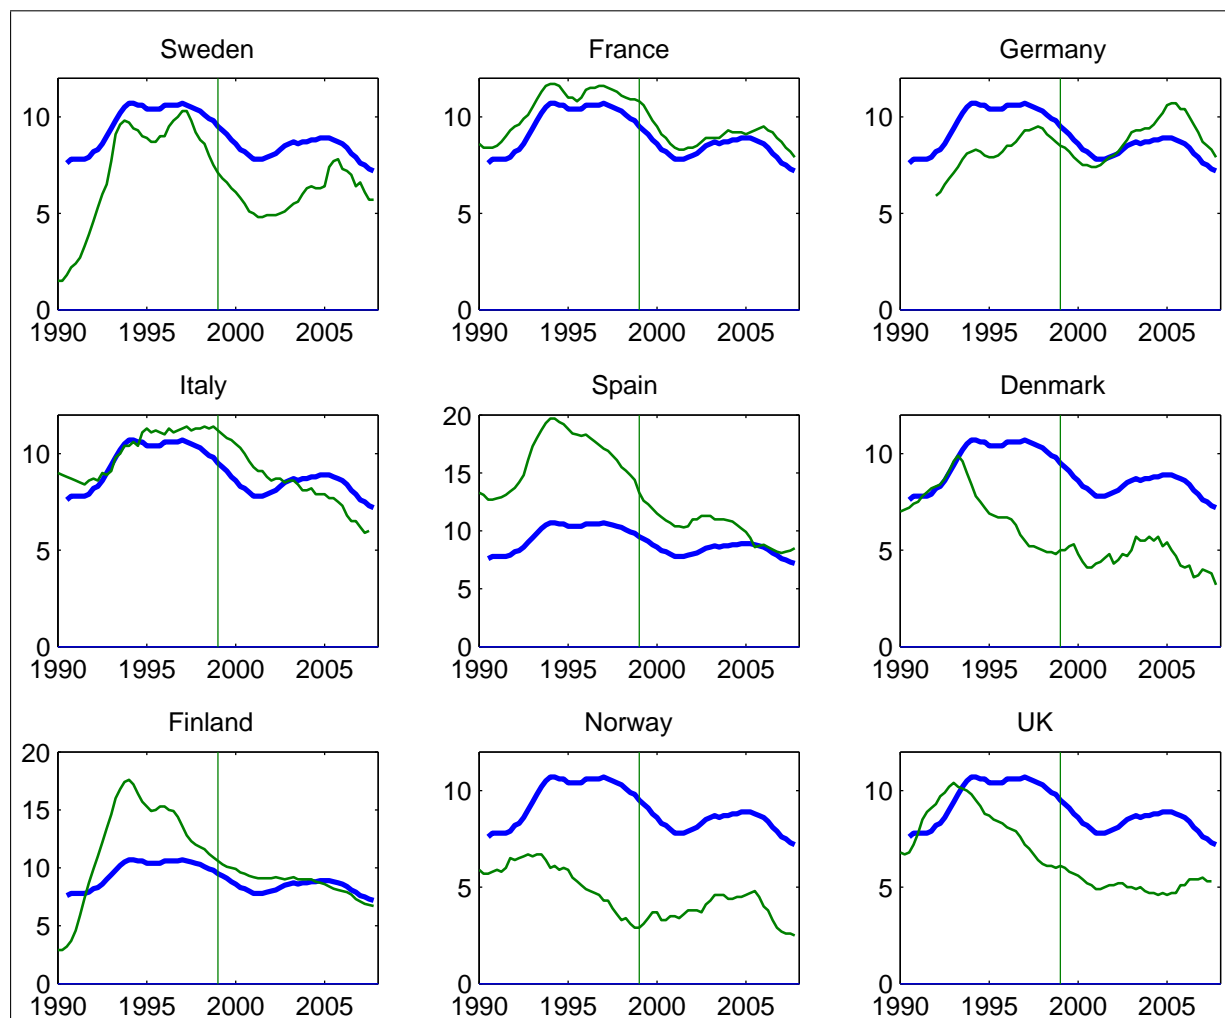 Sweden France Germany
10 10 10
5 5 5
0 0 0
1990 1995 2000 2005 1990 1995 2000 2005 1990 1995 2000 2005
Italy Spain Denmark
20
10 15 10
10
5 5 5
0 0 0
1990 1995 2000 2005 1990 1995 2000 2005 1990 1995 2000 2005
Finland Norway UK
20
15 10 10
10
5 5 5
0 0 0
1990 1995 2000 2005 1990 1995 2000 2005 1990 1995 2000 2005